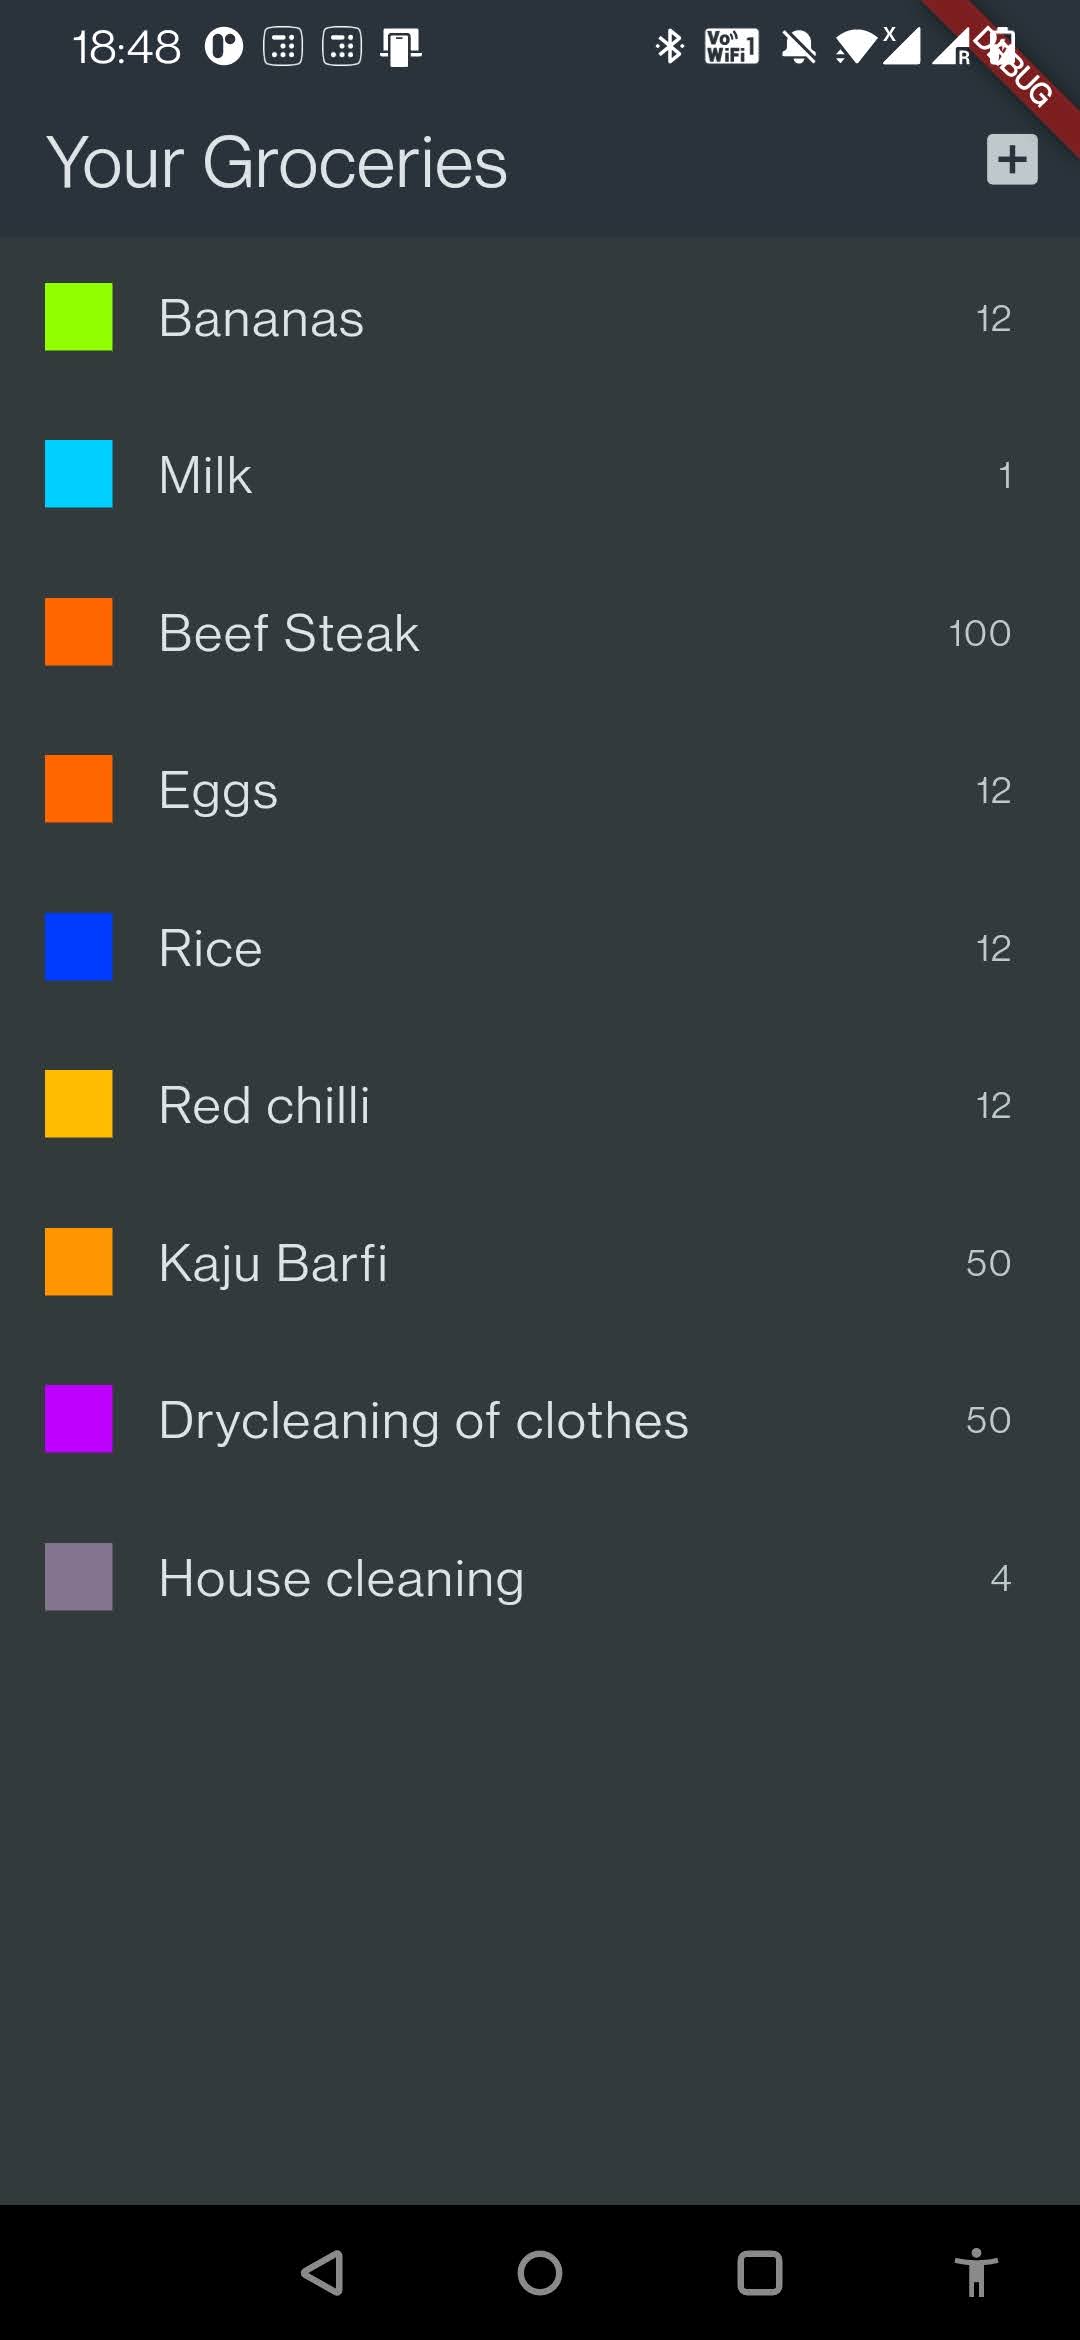 18:48
Vo)) 1
WiFi
X
R
DEBUG
Your Groceries
Bananas 12
Milk 1
Beef Steak 100
Eggs 12
Rice 12
Red chilli 12
Kaju Barfi 50
Drycleaning of clothes 50
House cleaning 4